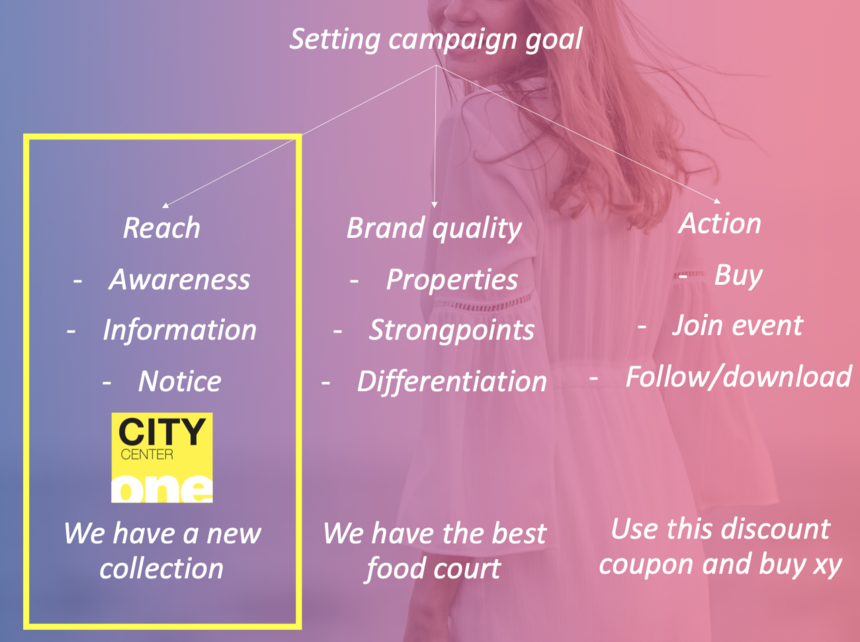 Setting campaign goal
Reach
- Awareness
- Information
- Notice
CITY
CENTER
one
We have a new
collection
Brand quality
- Properties
- Strongpoints
- Differentiation
We have the best
food court
Action
- Buy
- Join event
- Follow/download
Use this discount
coupon and buy xy